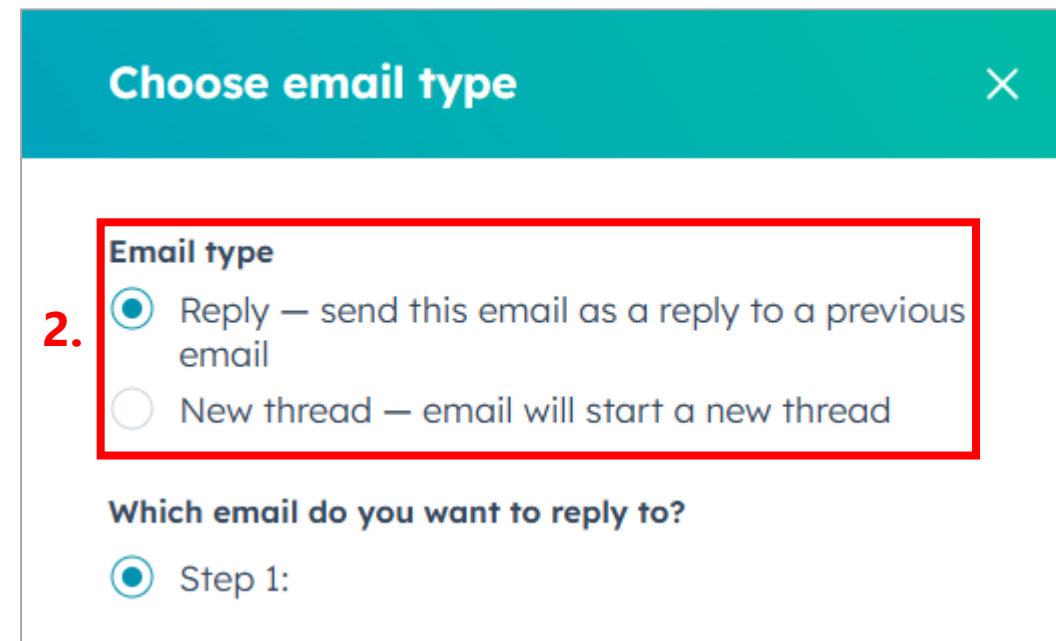 Choose email type
Email type
Reply — send this email as a reply to a previous
email
2.
New thread — email will start a new thread
Which email do you want to reply to?
Step 1: